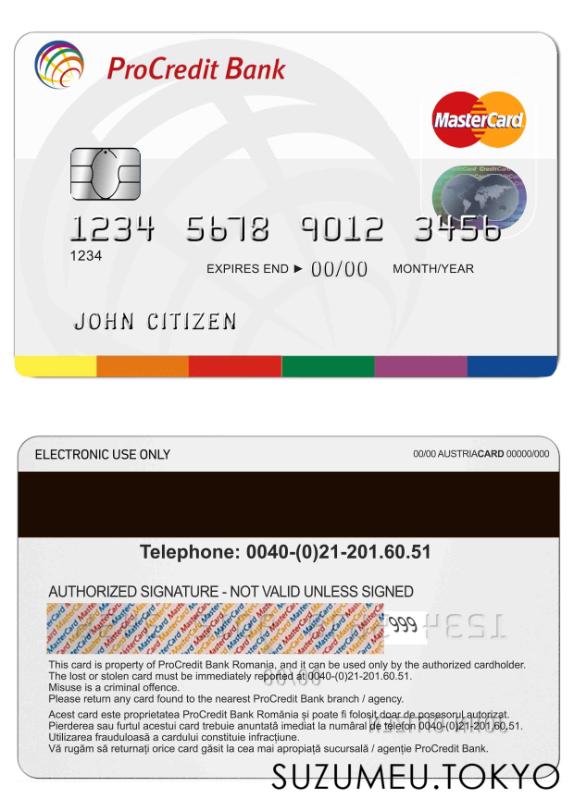 ProCredit Bank
MasterCard
1234 5678 9012 3456
1234
EXPIRES END ► 00/00 MONTH/YEAR
JOHN CITIZEN
ELECTRONIC USE ONLY
00/00 AUSTRIACARD 00000/000
Telephone: 0040-(0)21-201.60.51
AUTHORIZED SIGNATURE - NOT VALID UNLESS SIGNED
999
This card is property of ProCredit Bank Romania, and it can be used only by the authorized cardholder.
The lost or stolen card must be immediately reported at 0040-(0)21-201.60.51.
Misuse is a criminal offence.
Please return any card found to the nearest ProCredit Bank branch / agency.
Acest card este proprietatea ProCredit Bank România și poate fi folosit doar de posesorul autorizat.
Pierderea sau furtul acestui card trebuie anuntată imediat la numărul de telefon 0040-(0)21-201.60.51.
Utilizarea frauduloasă a cardului constituie infracțiune.
Vă rugăm să returnați orice card găsit la cea mai apropiată sucursală / agenție ProCredit Bank.
SUZUMEU.TOKYO